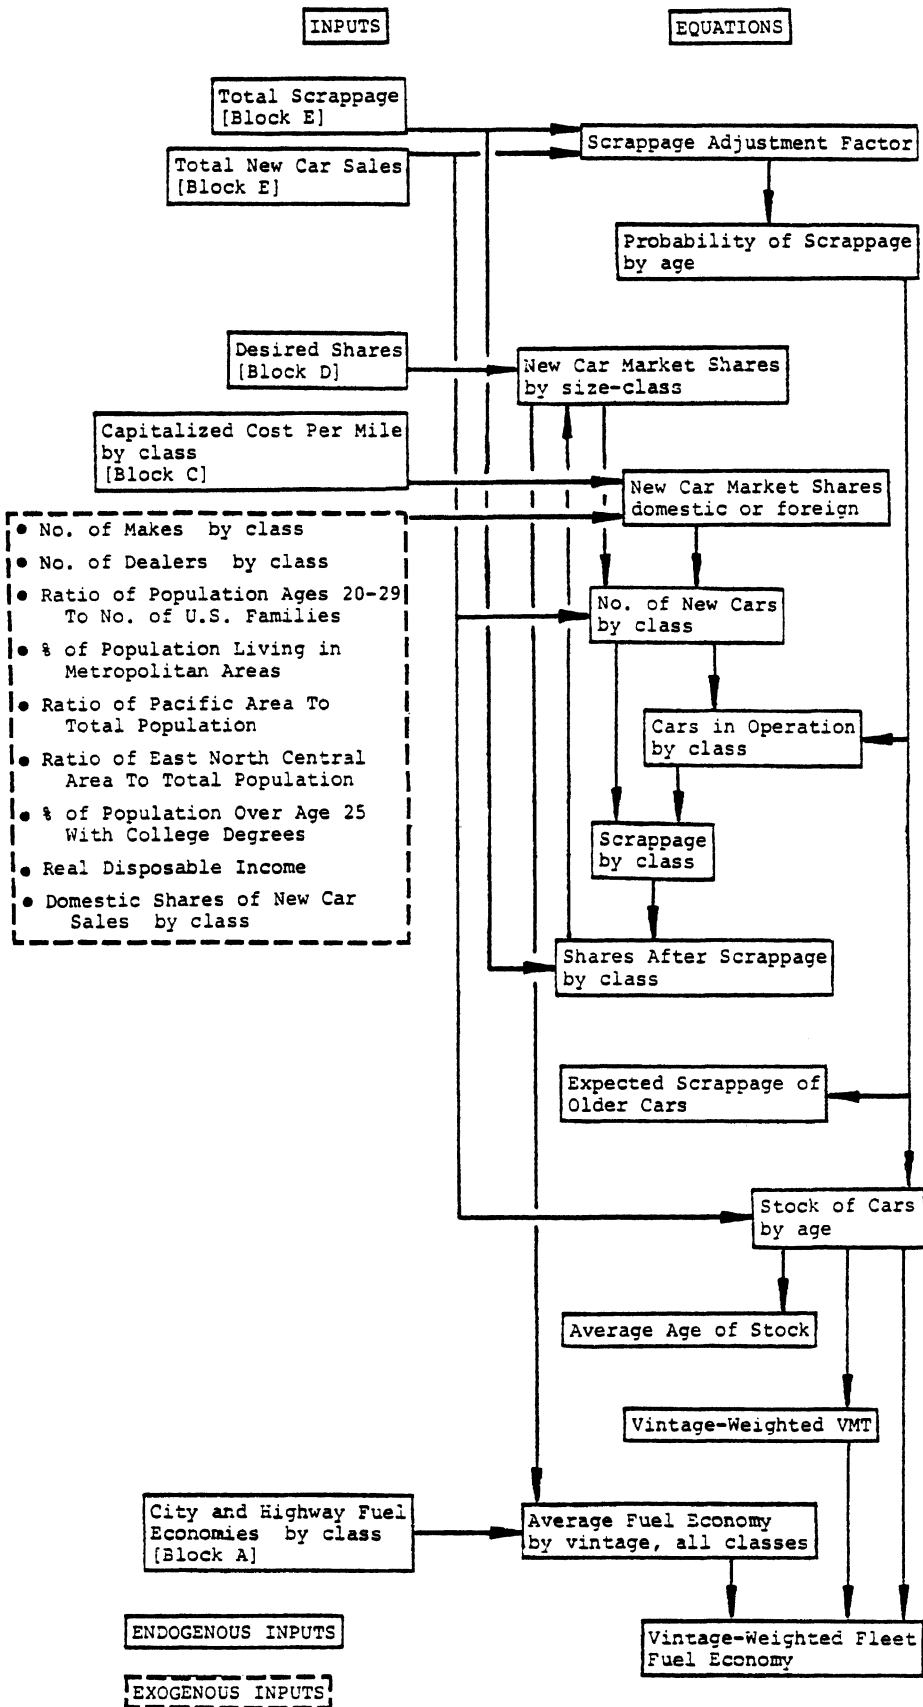 INPUTS
EQUATIONS
Total Scrappage
[Block E]
Total New Car Sales
[Block E]
Scrappage Adjustment Factor
Probability of Scrappage
by age
Desired Shares
[Block D]
New Car Market Shares
by size-class
Capitalized Cost Per Mile
by class
[Block C]
New Car Market Shares
domestic or foreign
● No. of Makes by class
● No. of Dealers by class
● Ratio of Population Ages 20-29
To No. of U.S. Families
● % of Population Living in
Metropolitan Areas
● Ratio of Pacific Area To
Total Population
● Ratio of East North Central
Area To Total Population
● % of Population Over Age 25
With College Degrees
● Real Disposable Income
● Domestic Shares of New Car
Sales by class
No. of New Cars
by class
Cars in Operation
by class
Scrappage
by class
Shares After Scrappage
by class
Expected Scrappage of
Older Cars
Stock of Cars
by age
Average Age of Stock
Vintage-Weighted VMT
City and Highway Fuel
Economies by class
[Block A]
Average Fuel Economy
by vintage, all classes
Vintage-Weighted Fleet
Fuel Economy
ENDOGENOUS INPUTS
EXOGENOUS INPUTS